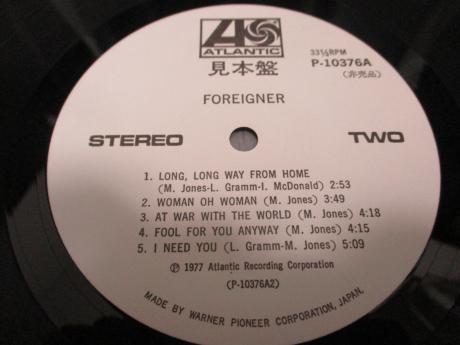 ATLANTIC
見本盤
33⅓RPM
P-10376A
(非売品)
FOREIGNER
STEREO
TWO
1. LONG, LONG WAY FROM HOME
(M. Jones-L. Gramm-I. McDonald) 2:53
2. WOMAN OH WOMAN (M. Jones) 3:49
3. AT WAR WITH THE WORLD (M. Jones) 4:18
4. FOOL FOR YOU ANYWAY (M. Jones) 4:15
5. I NEED YOU (L. Gramm-M. Jones) 5:09
Ⓟ 1977 Atlantic Recording Corporation
(P-10376A2)
MADE BY WARNER PIONEER CORPORATION, JAPAN.